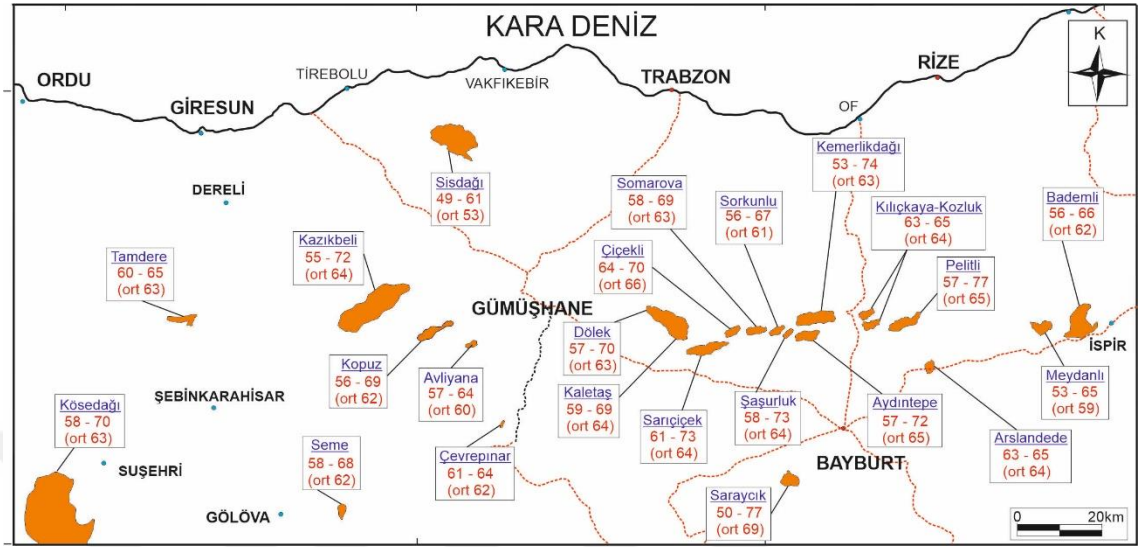 KARA DENİZ
K
ORDU
GİRESUN
TİREBOLU
VAKFIKEBİR
TRABZON
OF
RİZE
DERELİ
Sisdağı
49 - 61
(ort 53)
Somarova
58 - 69
(ort 63)
Sorkunlu
56 - 67
(ort 61)
Kemerlikdağı
53 - 74
(ort 63)
Kılıçkaya-Kozluk
63 - 65
(ort 64)
Bademli
56 - 66
(ort 62)
Tamdere
60 - 65
(ort 63)
Kazıkbeli
55 - 72
(ort 64)
Çiçekli
64 - 70
(ort 66)
Pelitli
57 - 77
(ort 65)
GÜMÜŞHANE
İSPİR
Dölek
57 - 70
(ort 63)
Kopuz
56 - 69
(ort 62)
Avliyana
57 - 64
(ort 60)
Kaletaş
59 - 69
(ort 64)
Sarıçiçek
61 - 73
(ort 64)
Şaşurluk
58 - 73
(ort 64)
Aydıntepe
57 - 72
(ort 65)
Meydanlı
53 - 65
(ort 59)
Arslandede
63 - 65
(ort 64)
ŞEBİNKARAHİSAR
Kösedağı
58 - 70
(ort 63)
SUŞEHRİ
Seme
58 - 68
(ort 62)
Çevrepınar
61 - 64
(ort 62)
BAYBURT
Saraycık
50 - 77
(ort 69)
GÖLÖVA
0 20km